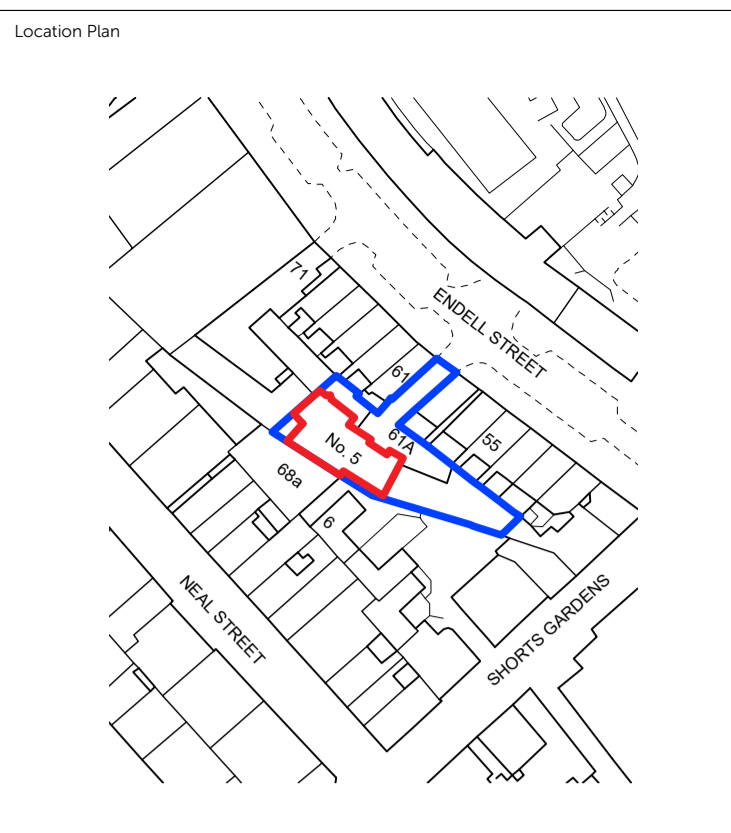 Location Plan
71
ENDELL STREET
61
61A
55
No. 5
68a
6
NEAL STREET
SHORTS GARDENS